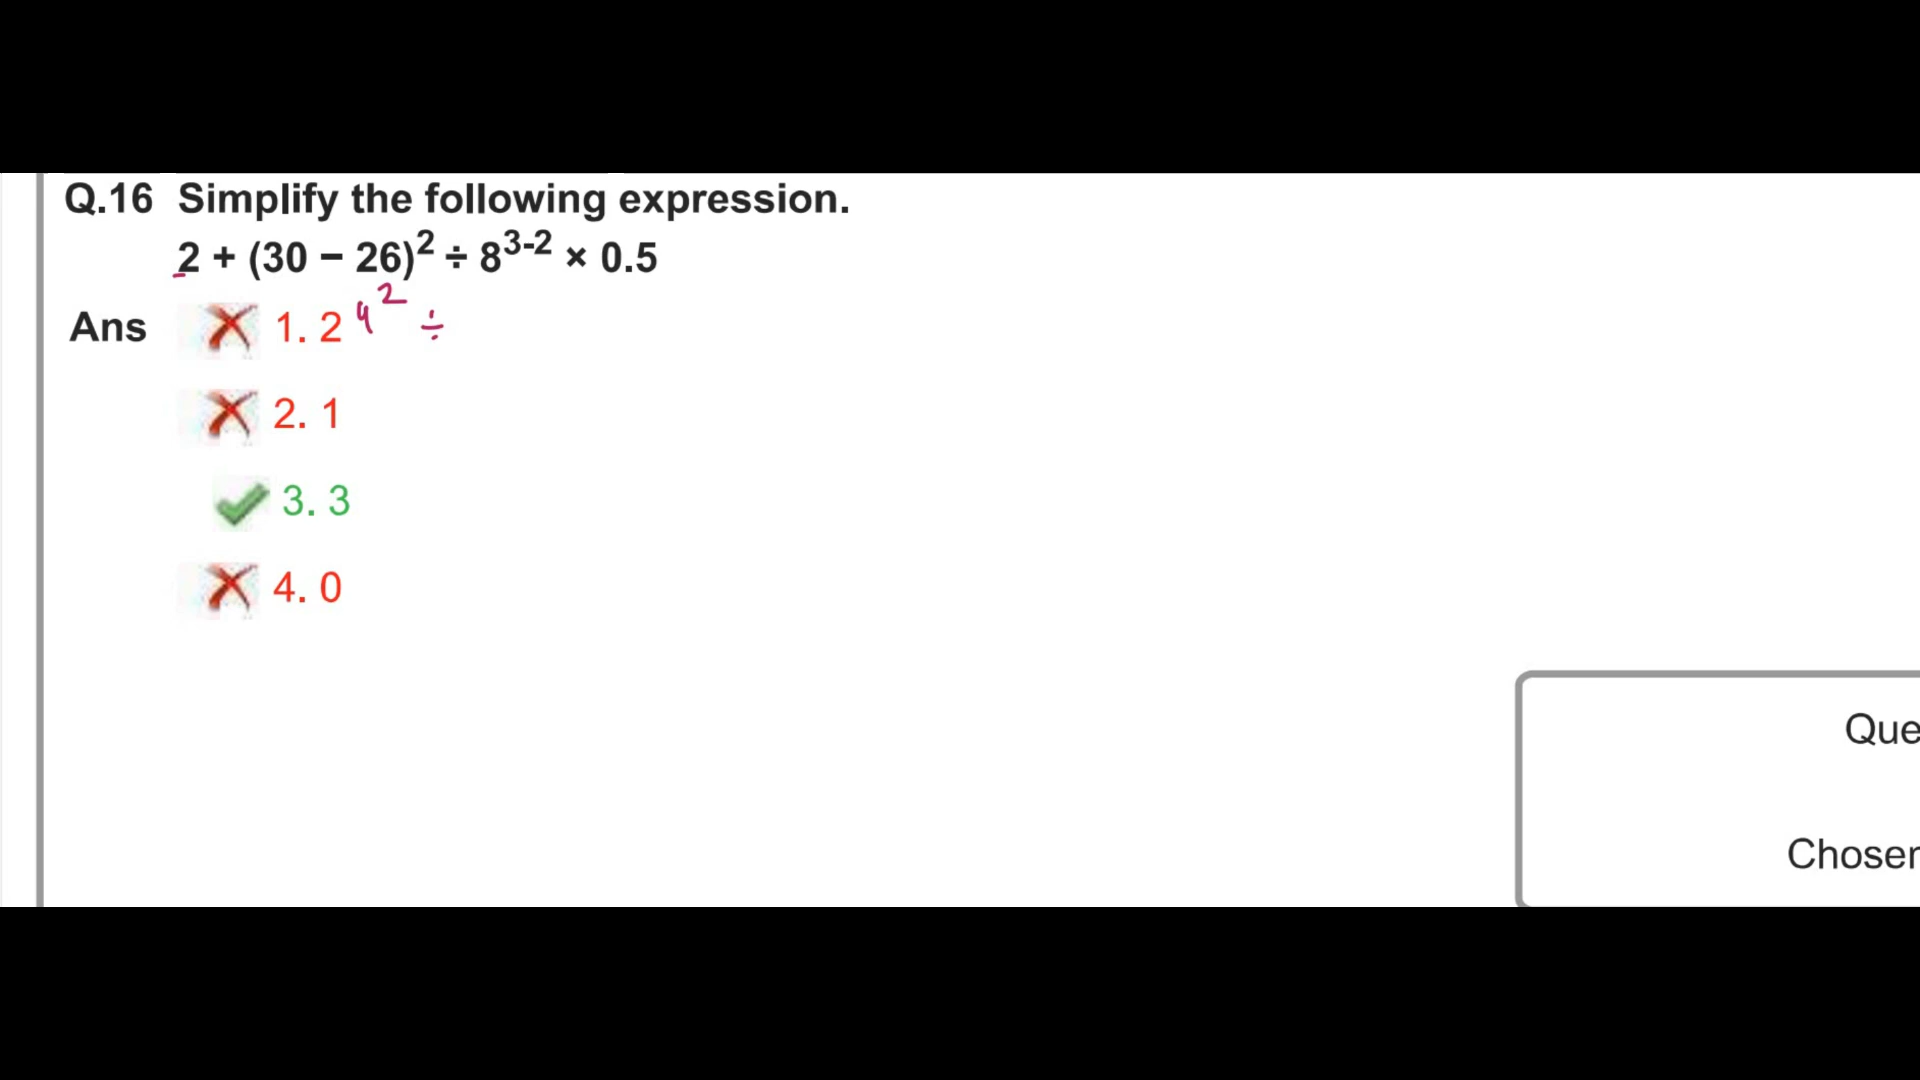 Q.16 Simplify the following expression.
2 + (30 − 26)² ÷ 8³⁻² × 0.5
Ans 1. 2 4² ÷
2. 1
3. 3
4. 0
Que
Chosen